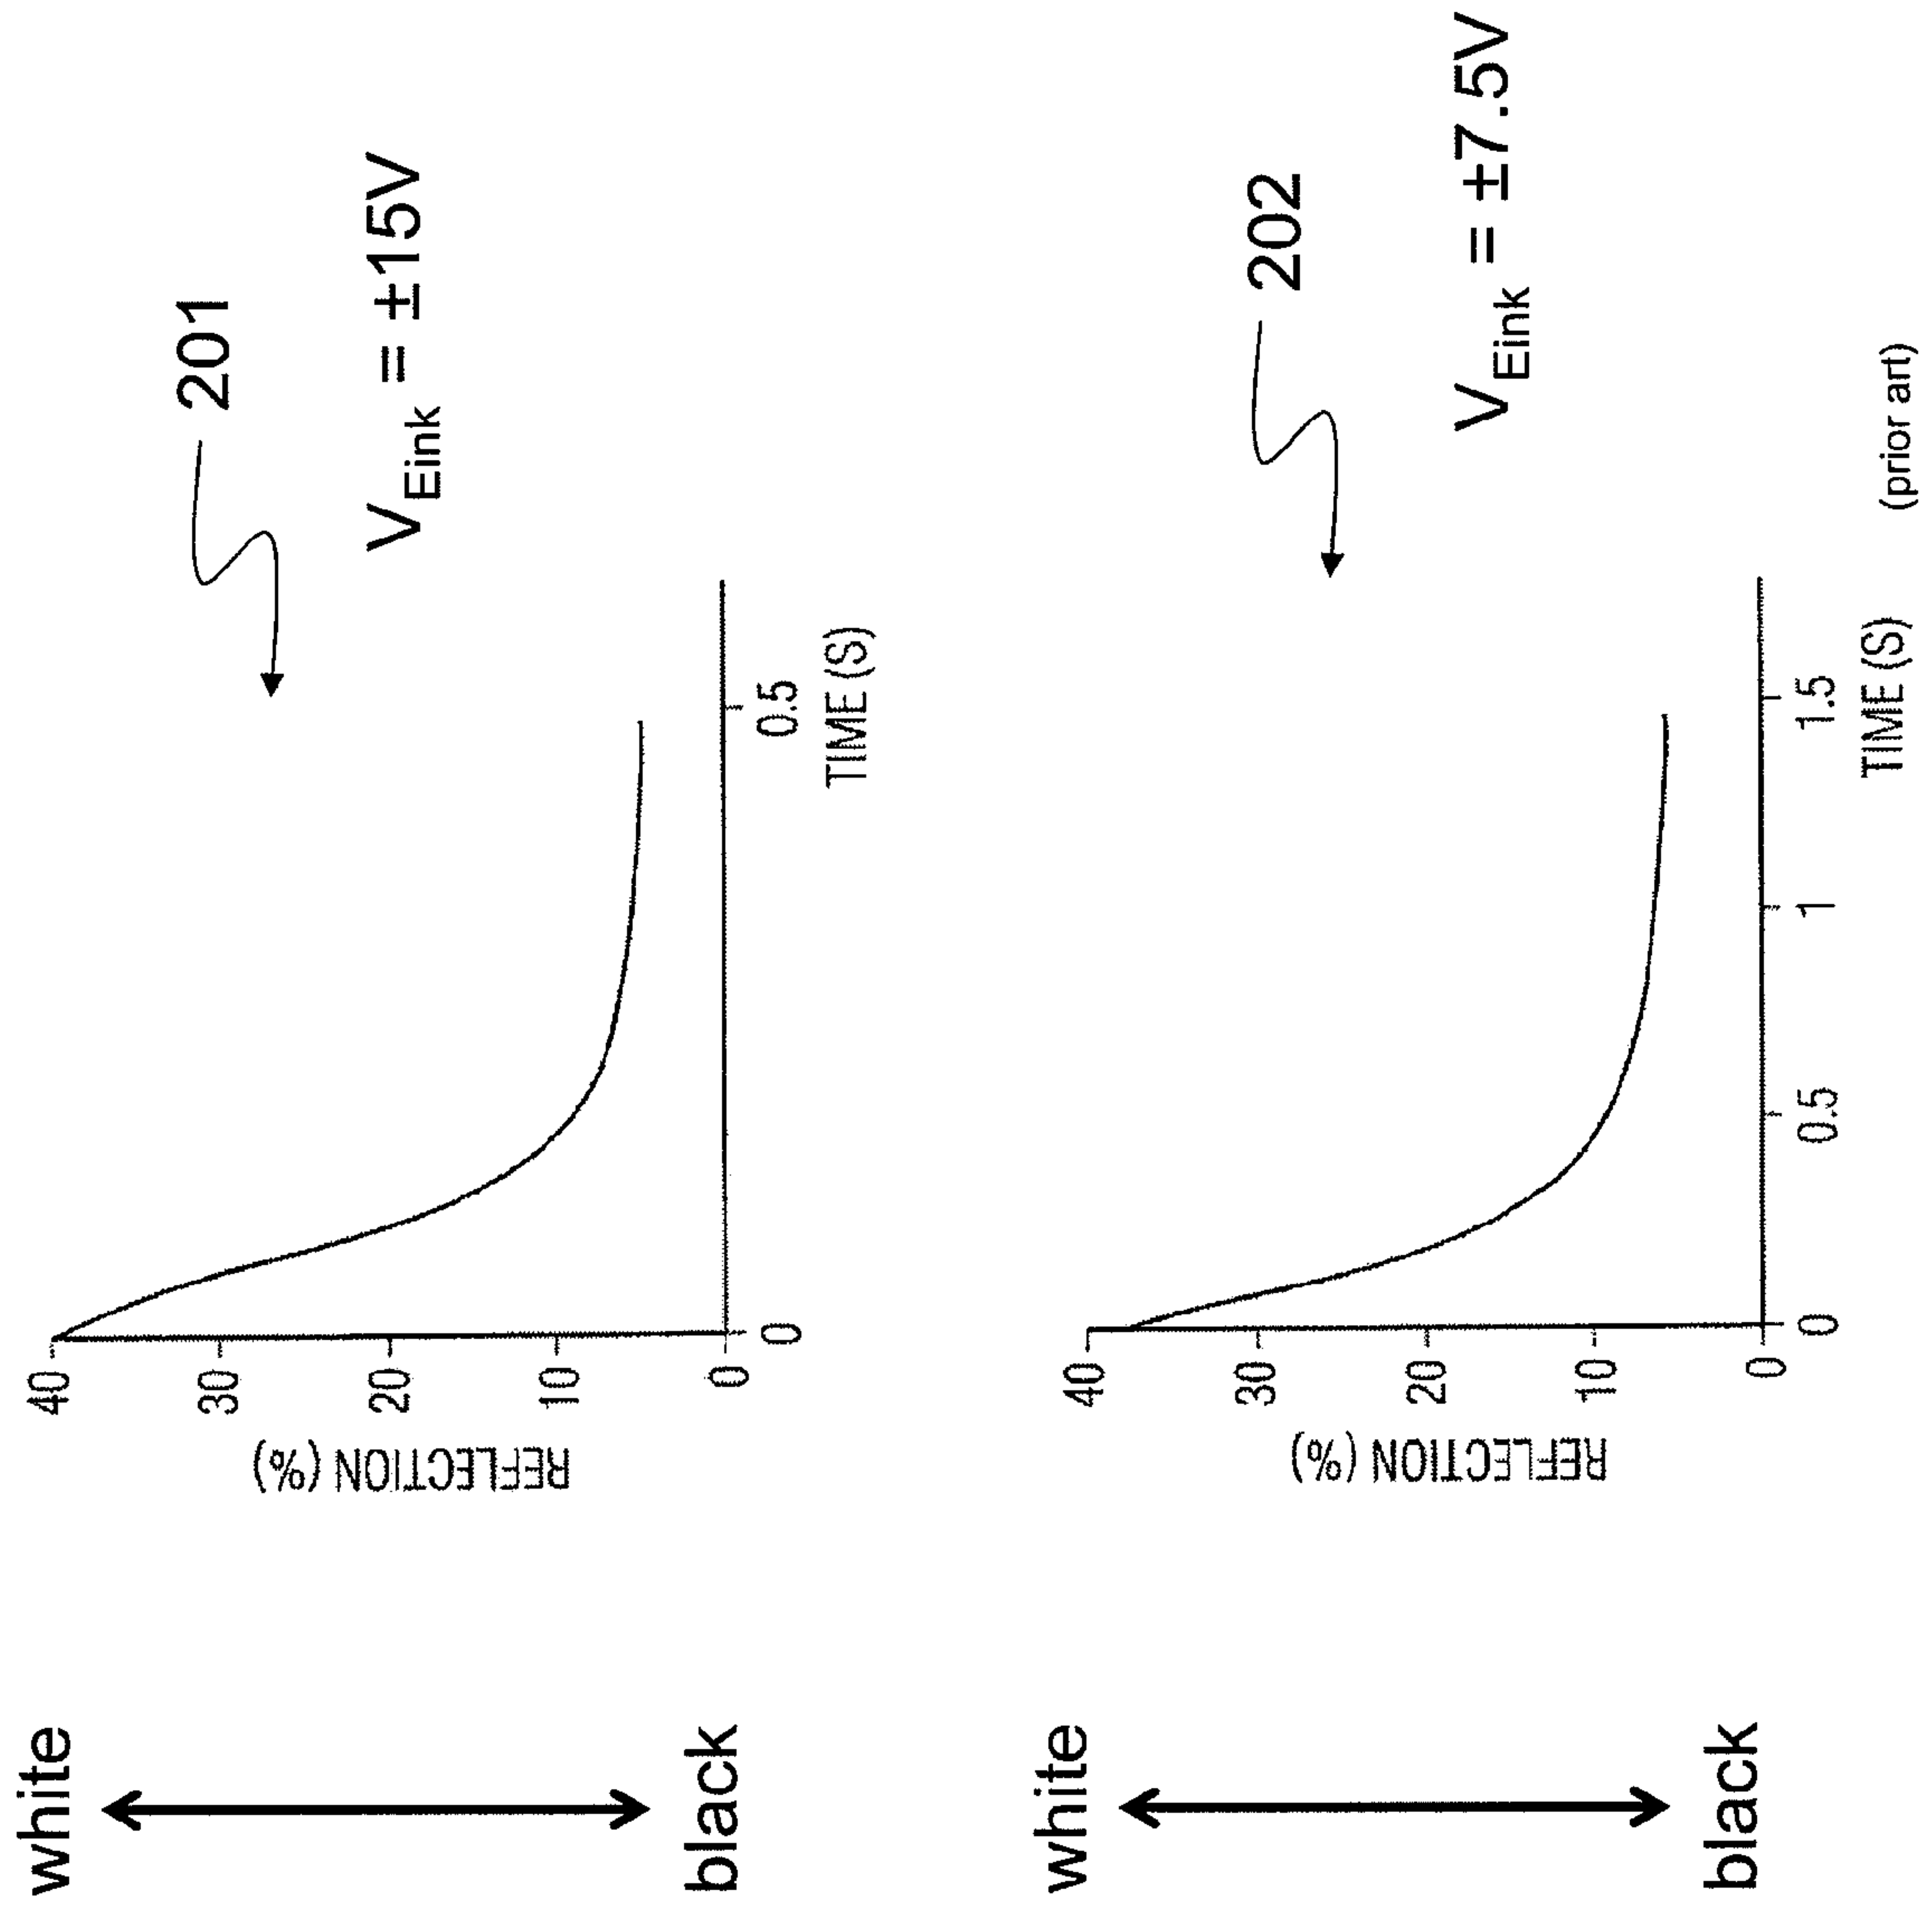 white
black
REFLECTION (%)
40
30
20
10
0
0
0.5
TIME (S)
201
V_Eink = ±15V
white
black
REFLECTION (%)
40
30
20
10
0
0
0.5
1
1.5
TIME (S)
202
V_Eink = ±7.5V
(prior art)